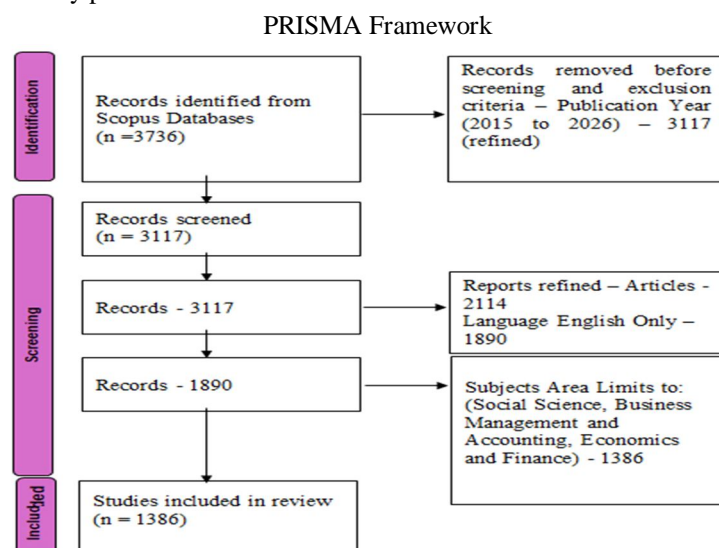 PRISMA Framework
Identification
Records identified from
Scopus Databases
(n =3736)
Records removed before
screening and exclusion
criteria – Publication Year
(2015 to 2026) – 3117
(refined)
Screening
Records screened
(n = 3117)
Records - 3117
Reports refined – Articles -
2114
Language English Only –
1890
Records - 1890
Subjects Area Limits to:
(Social Science, Business
Management and
Accounting, Economics
and Finance) - 1386
Included
Studies included in review
(n = 1386)